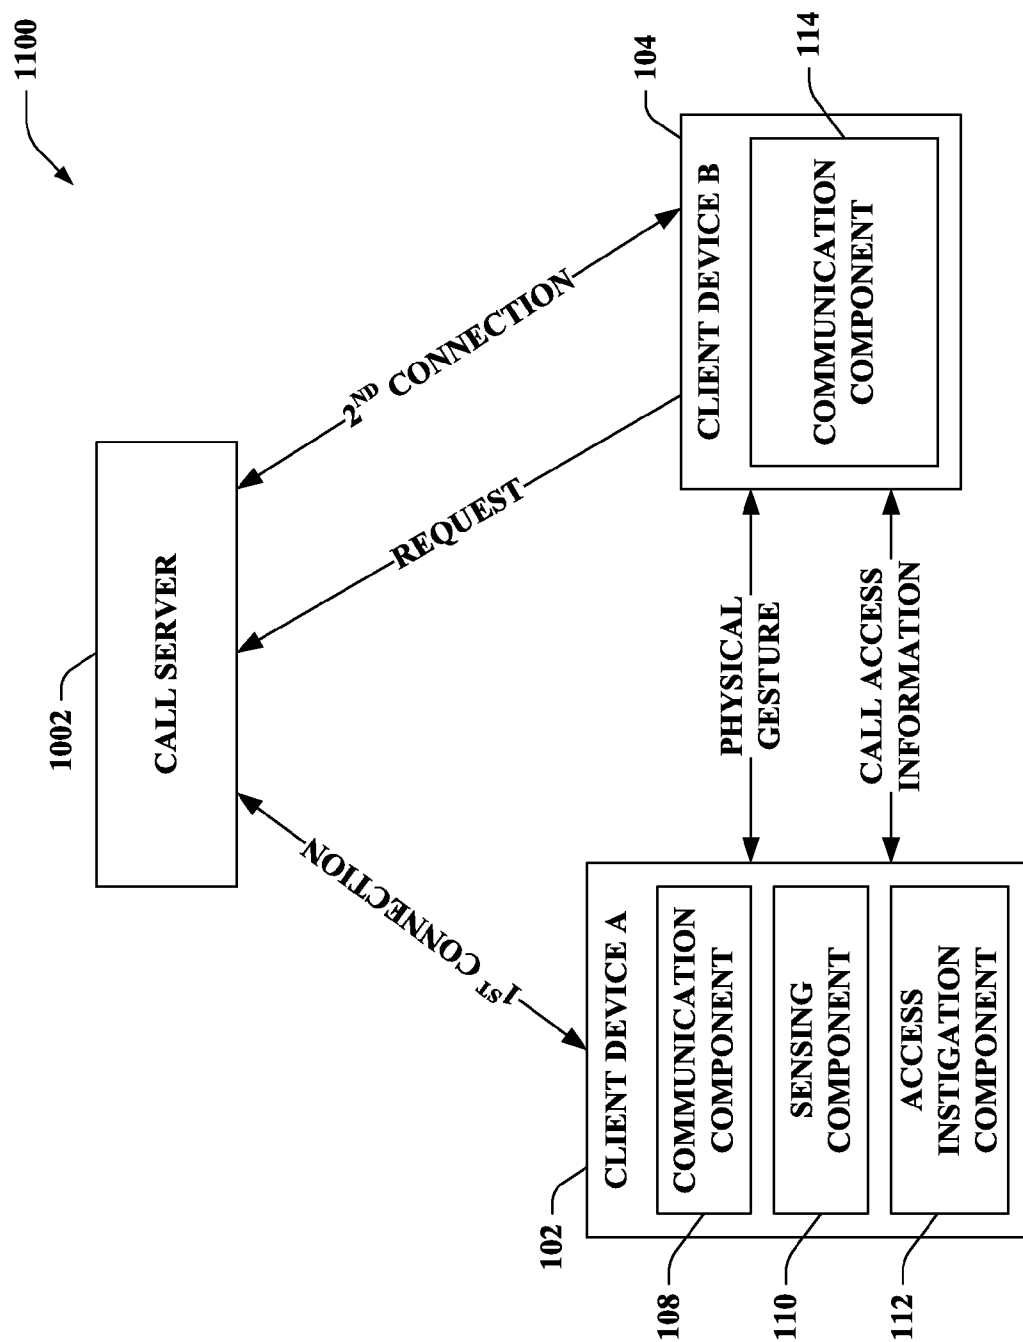 1100
1002
CALL SERVER
1ST CONNECTION
REQUEST
2ND CONNECTION
102
CLIENT DEVICE A
108
COMMUNICATION
COMPONENT
110
SENSING
COMPONENT
112
ACCESS
INSTIGATION
COMPONENT
PHYSICAL
GESTURE
CALL ACCESS
INFORMATION
104
CLIENT DEVICE B
114
COMMUNICATION
COMPONENT